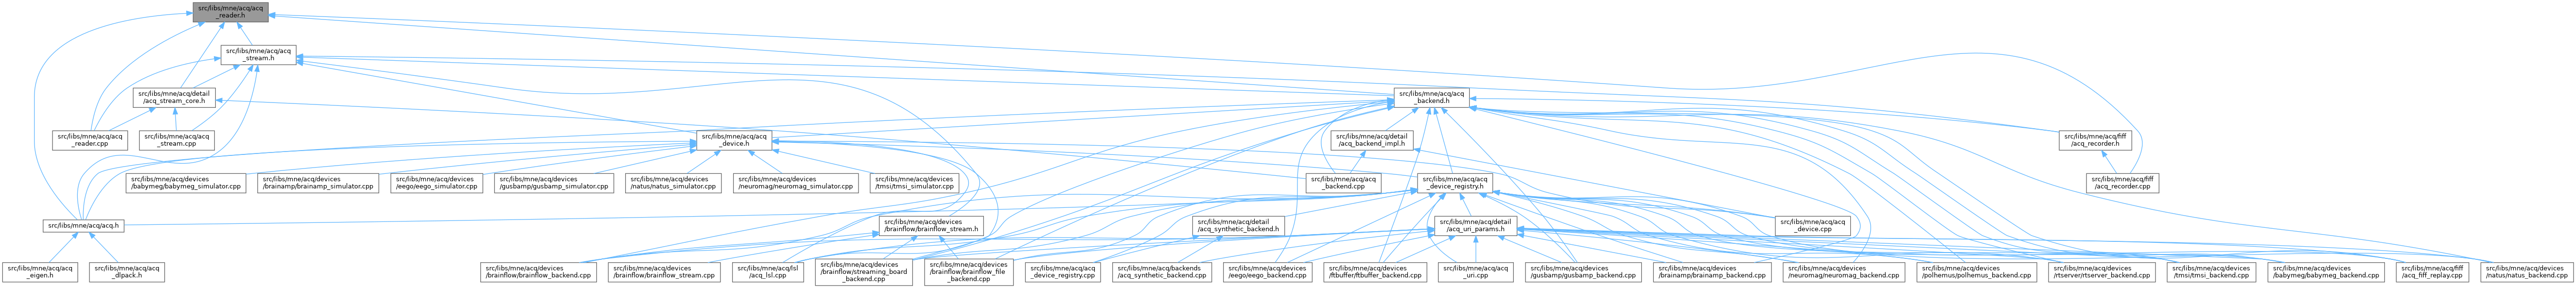 src/libs/mne/acq/acq
_reader.h
src/libs/mne/acq/acq
_stream.h
src/libs/mne/acq/detail
/acq_stream_core.h
src/libs/mne/acq/acq
_backend.h
src/libs/mne/acq/acq
_reader.cpp
src/libs/mne/acq/acq
_stream.cpp
src/libs/mne/acq/acq
_device.h
src/libs/mne/acq/detail
/acq_backend_impl.h
src/libs/mne/acq/fiff
/acq_recorder.h
src/libs/mne/acq/devices
/babymeg/babymeg_simulator.cpp
src/libs/mne/acq/devices
/brainamp/brainamp_simulator.cpp
src/libs/mne/acq/devices
/eego/eego_simulator.cpp
src/libs/mne/acq/devices
/gusbamp/gusbamp_simulator.cpp
src/libs/mne/acq/devices
/natus/natus_simulator.cpp
src/libs/mne/acq/devices
/neuromag/neuromag_simulator.cpp
src/libs/mne/acq/devices
/tmsi/tmsi_simulator.cpp
src/libs/mne/acq/acq
_backend.cpp
src/libs/mne/acq/acq
_device_registry.h
src/libs/mne/acq/fiff
/acq_recorder.cpp
src/libs/mne/acq/acq.h
src/libs/mne/acq/devices
/brainflow/brainflow_stream.h
src/libs/mne/acq/detail
/acq_synthetic_backend.h
src/libs/mne/acq/detail
/acq_uri_params.h
src/libs/mne/acq/acq
_device.cpp
src/libs/mne/acq/acq
_eigen.h
src/libs/mne/acq/acq
_dlpack.h
src/libs/mne/acq/devices
/brainflow/brainflow_backend.cpp
src/libs/mne/acq/devices
/brainflow/brainflow_stream.cpp
src/libs/mne/acq/lsl
/acq_lsl.cpp
src/libs/mne/acq/devices
/brainflow/streaming_board
_backend.cpp
src/libs/mne/acq/devices
/brainflow/brainflow_file
_backend.cpp
src/libs/mne/acq/acq
_device_registry.cpp
src/libs/mne/acq/backends
/acq_synthetic_backend.cpp
src/libs/mne/acq/devices
/eego/eego_backend.cpp
src/libs/mne/acq/devices
/ftbuffer/ftbuffer_backend.cpp
src/libs/mne/acq/acq
_uri.cpp
src/libs/mne/acq/devices
/gusbamp/gusbamp_backend.cpp
src/libs/mne/acq/devices
/brainamp/brainamp_backend.cpp
src/libs/mne/acq/devices
/neuromag/neuromag_backend.cpp
src/libs/mne/acq/devices
/polhemus/polhemus_backend.cpp
src/libs/mne/acq/devices
/rtserver/rtserver_backend.cpp
src/libs/mne/acq/devices
/tmsi/tmsi_backend.cpp
src/libs/mne/acq/devices
/babymeg/babymeg_backend.cpp
src/libs/mne/acq/fiff
/acq_fiff_replay.cpp
src/libs/mne/acq/devices
/natus/natus_backend.cpp